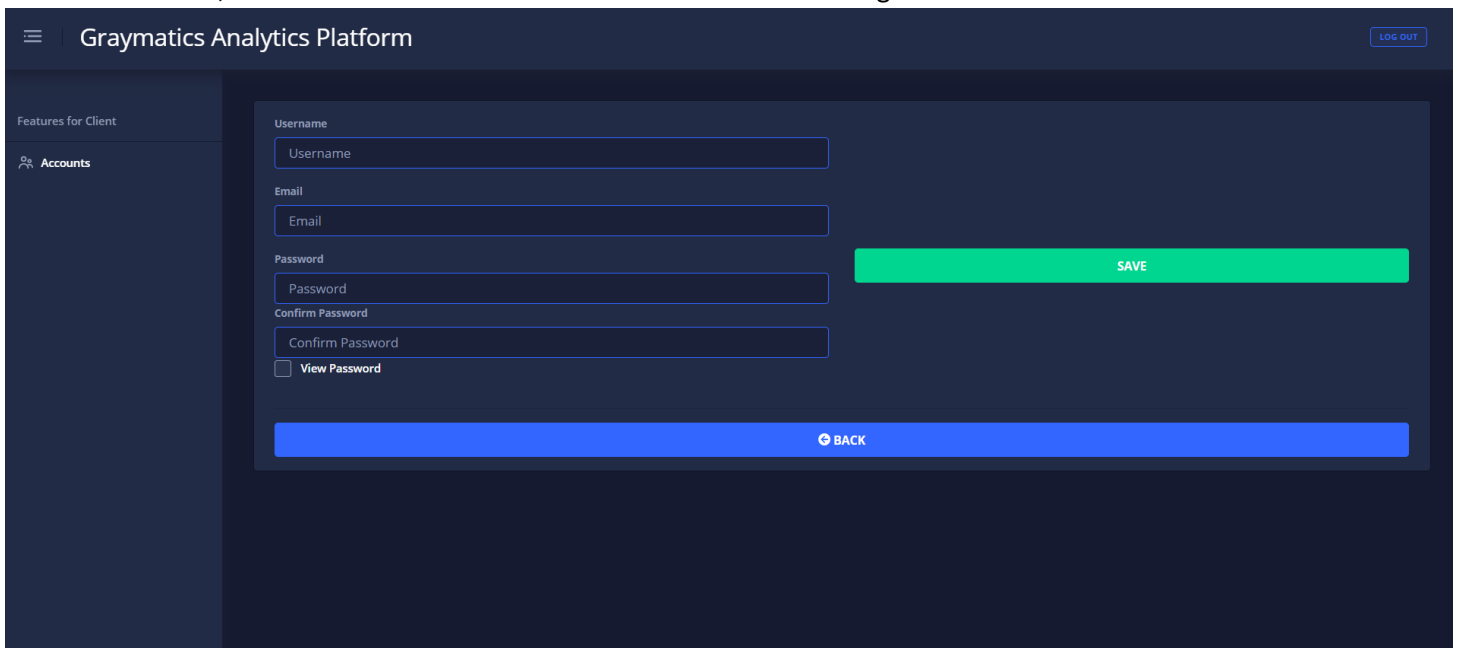 Graymatics Analytics Platform
LOG OUT
Features for Client
Accounts
Username
Username
Email
Email
Password
Password
SAVE
Confirm Password
Confirm Password
View Password
BACK